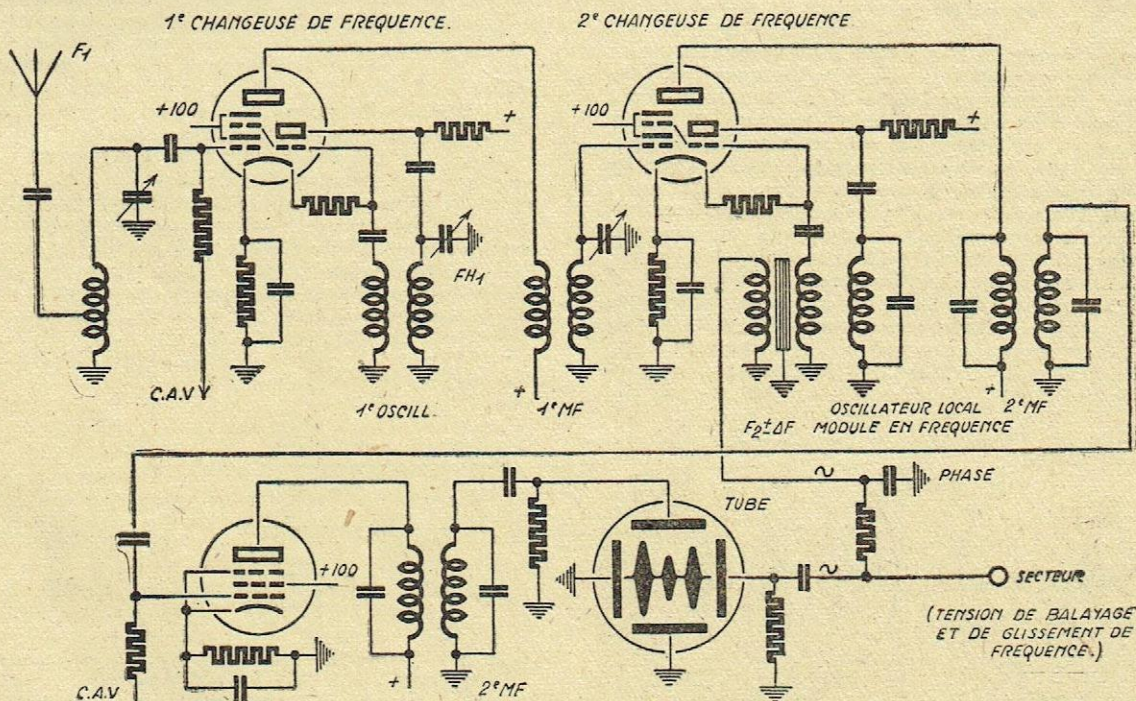 1e CHANGEUSE DE FREQUENCE.
2e CHANGEUSE DE FREQUENCE
F1
+100
+
+100
+
FH1
C.A.V
1e OSCILL.
+
1e MF
F2±ΔF
OSCILLATEUR LOCAL
MODULE EN FREQUENCE
+
2e MF
~
PHASE
TUBE
+100
~
SECTEUR
(TENSION DE BALAYAGE
ET DE GLISSEMENT DE
FREQUENCE.)
C.A.V
+
2e MF